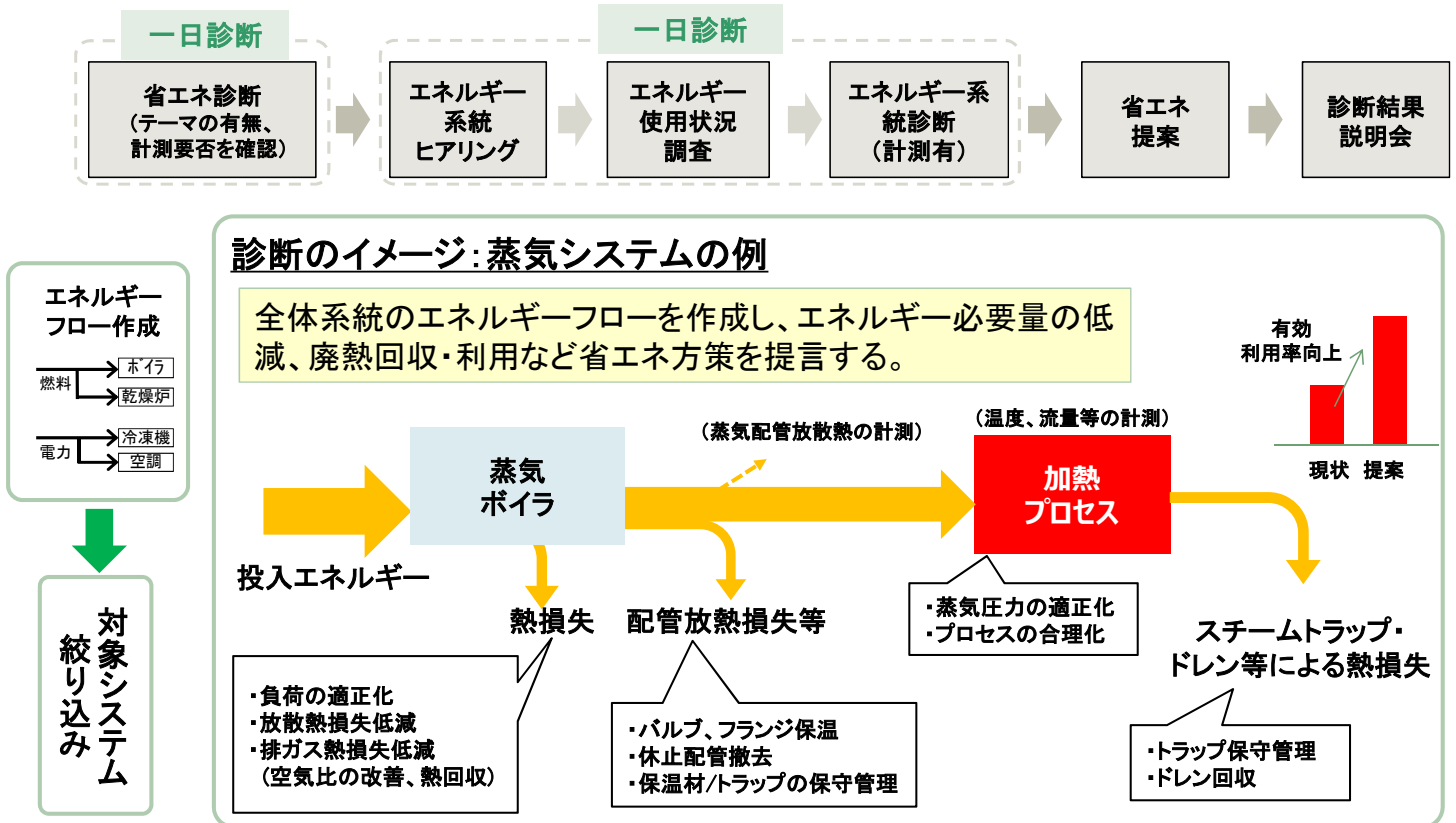 一日診断
一日診断
省エネ診断
(テーマの有無、
計測要否を確認)
エネルギー
系統
ヒアリング
エネルギー
使用状況
調査
エネルギー系
統診断
(計測有)
省エネ
提案
診断結果
説明会
エネルギー
フロー作成
燃料
ボイラ
乾燥炉
電力
冷凍機
空調
対象システム
絞り込み
診断のイメージ:蒸気システムの例
全体系統のエネルギーフローを作成し、エネルギー必要量の低
減、廃熱回収・利用など省エネ方策を提言する。
有効
利用率向上
現状 提案
(蒸気配管放散熱の計測)
(温度、流量等の計測)
蒸気
ボイラ
加熱
プロセス
投入エネルギー
熱損失
配管放熱損失等
スチームトラップ・
ドレン等による熱損失
・負荷の適正化
・放散熱損失低減
・排ガス熱損失低減
(空気比の改善、熱回収)
・バルブ、フランジ保温
・休止配管撤去
・保温材/トラップの保守管理
・蒸気圧力の適正化
・プロセスの合理化
・トラップ保守管理
・ドレン回収